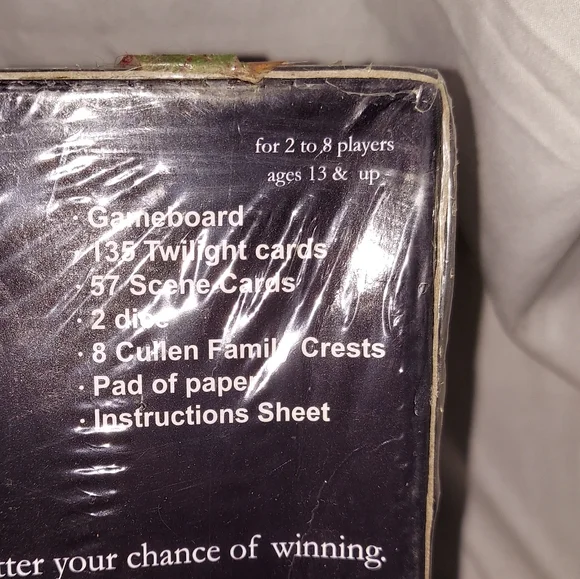 for 2 to 8 players
ages 13 & up
· Gameboard
· 135 Twilight cards
· 57 Scene Cards
· 2 dice
· 8 Cullen Family Crests
· Pad of paper
· Instructions Sheet
tter your chance of winning.